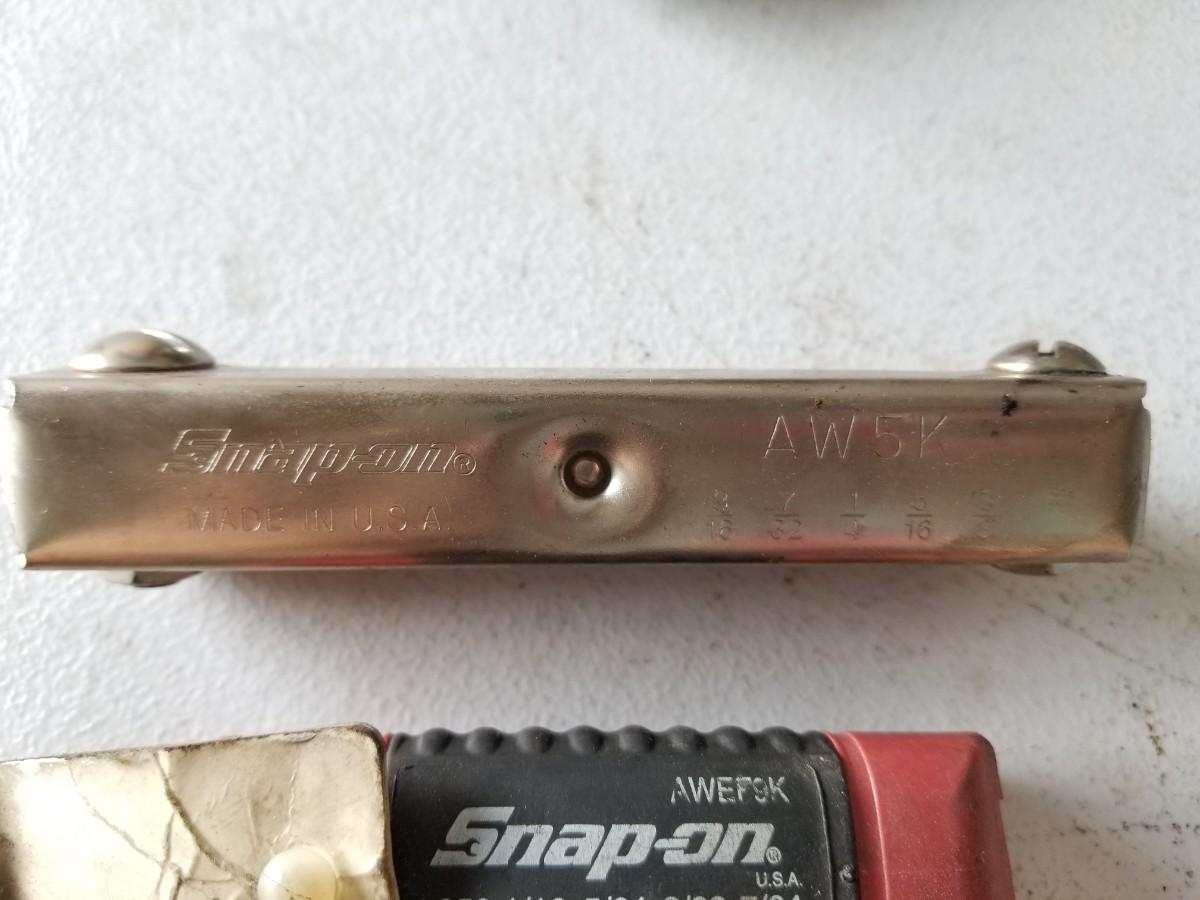 Snap-on®
MADE IN U.S.A.
AW5K
3/16 7/32 1/4 5/16
AWEF9K
Snap-on®
U.S.A.